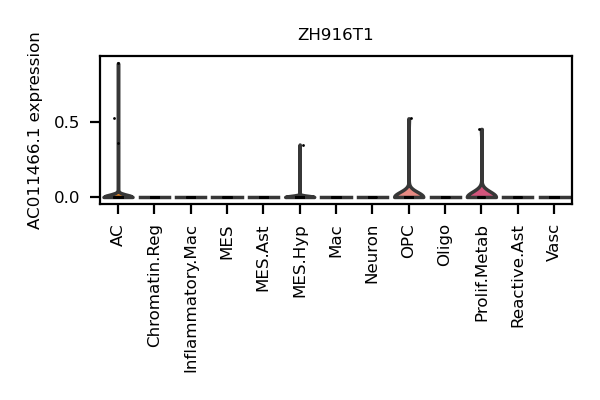 ZH916T1
AC011466.1 expression
0.5
0.0
AC
Chromatin.Reg
Inflammatory.Mac
MES
MES.Ast
MES.Hyp
Mac
Neuron
OPC
Oligo
Prolif.Metab
Reactive.Ast
Vasc